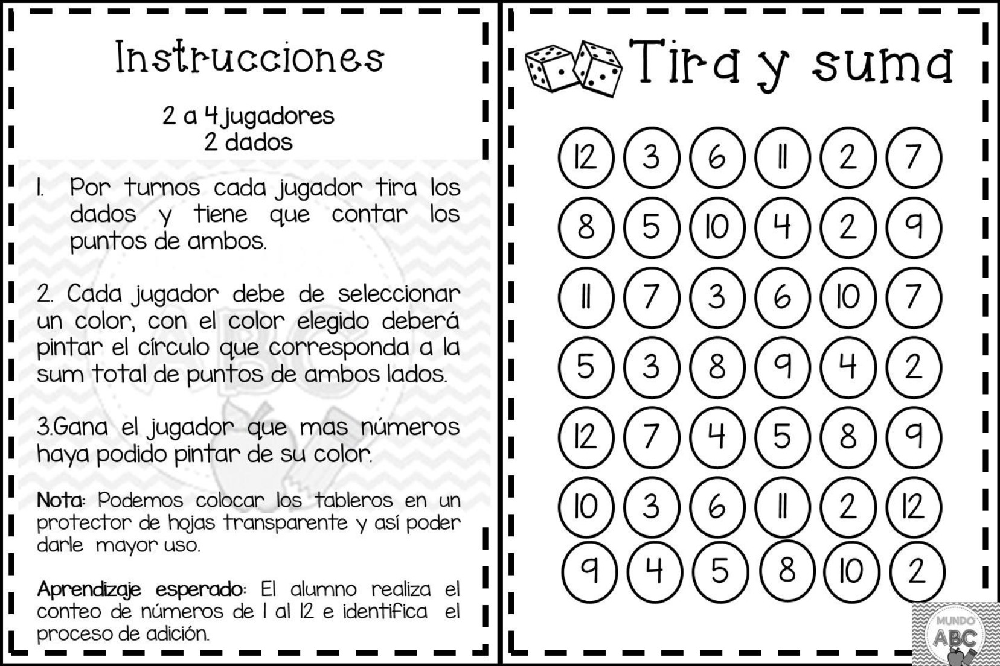 Instrucciones
2 a 4 jugadores
2 dados
1. Por turnos cada jugador tira los
dados y tiene que contar los
puntos de ambos.
2. Cada jugador debe de seleccionar
un color, con el color elegido deberá
pintar el círculo que corresponda a la
sum total de puntos de ambos lados.
3.Gana el jugador que mas números
haya podido pintar de su color.
Nota: Podemos colocar los tableros en un
protector de hojas transparente y así poder
darle mayor uso.
Aprendizaje esperado: El alumno realiza el
conteo de números de 1 al 12 e identifica el
proceso de adición.
ABC
Tira y suma
12 3 6 11 2 7
8 5 10 4 2 9
11 7 3 6 10 7
5 3 8 9 4 2
12 7 4 5 8 9
10 3 6 11 2 12
9 4 5 8 10 2
MUNDO
ABC